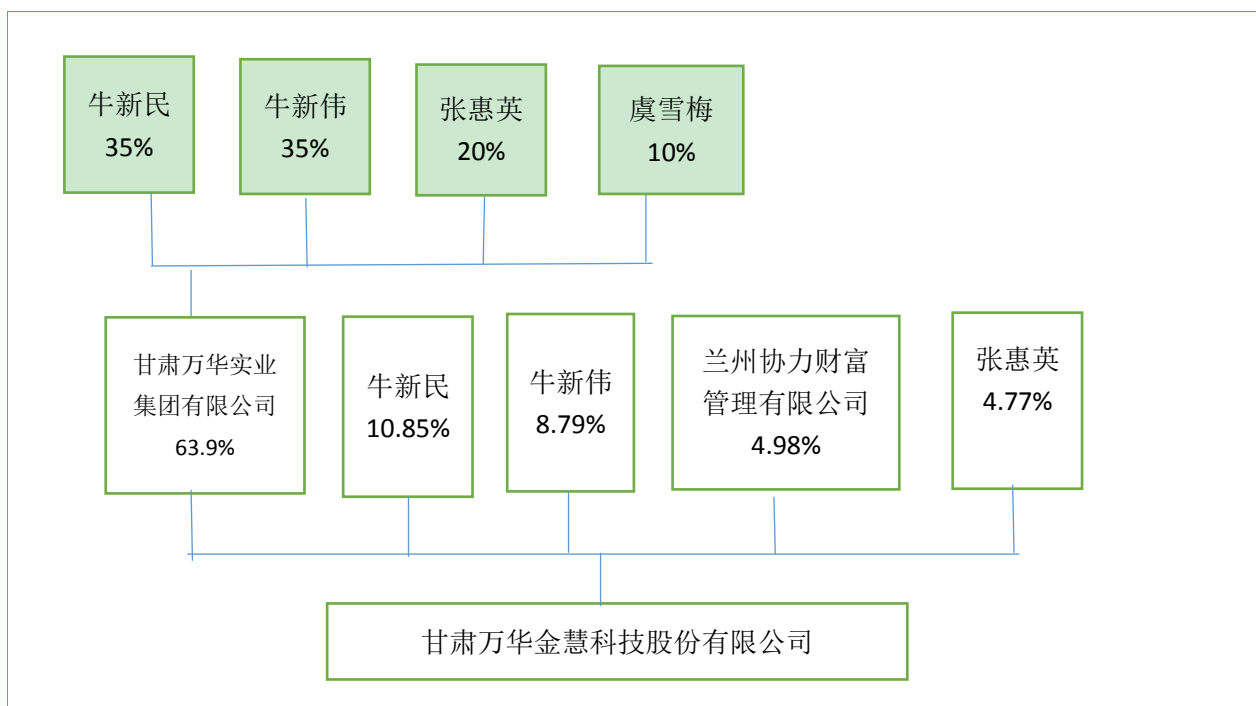 牛新民
35%
牛新伟
35%
张惠英
20%
虞雪梅
10%
甘肃万华实业
集团有限公司
63.9%
牛新民
10.85%
牛新伟
8.79%
兰州协力财富
管理有限公司
4.98%
张惠英
4.77%
甘肃万华金慧科技股份有限公司